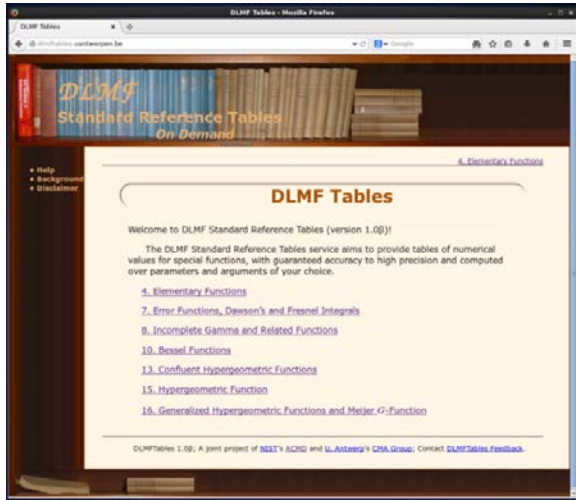 DLMF Tables - Mozilla Firefox
DLMF Tables
dlmftables.uantwerpen.be
Google
DLMF
Standard Reference Tables
On Demand
Help
Background
Disclaimer
4. Elementary Functions
DLMF Tables
Welcome to DLMF Standard Reference Tables (version 1.0β)!
The DLMF Standard Reference Tables service aims to provide tables of numerical
values for special functions, with guaranteed accuracy to high precision and computed
over parameters and arguments of your choice.
4. Elementary Functions
7. Error Functions, Dawson's and Fresnel Integrals
8. Incomplete Gamma and Related Functions
10. Bessel Functions
13. Confluent Hypergeometric Functions
15. Hypergeometric Function
16. Generalized Hypergeometric Functions and Meijer G-Function
DLMFTables 1.0β; A joint project of NIST's ACMD and U. Antwerp's CMA Group; Contact DLMFTables Feedback.